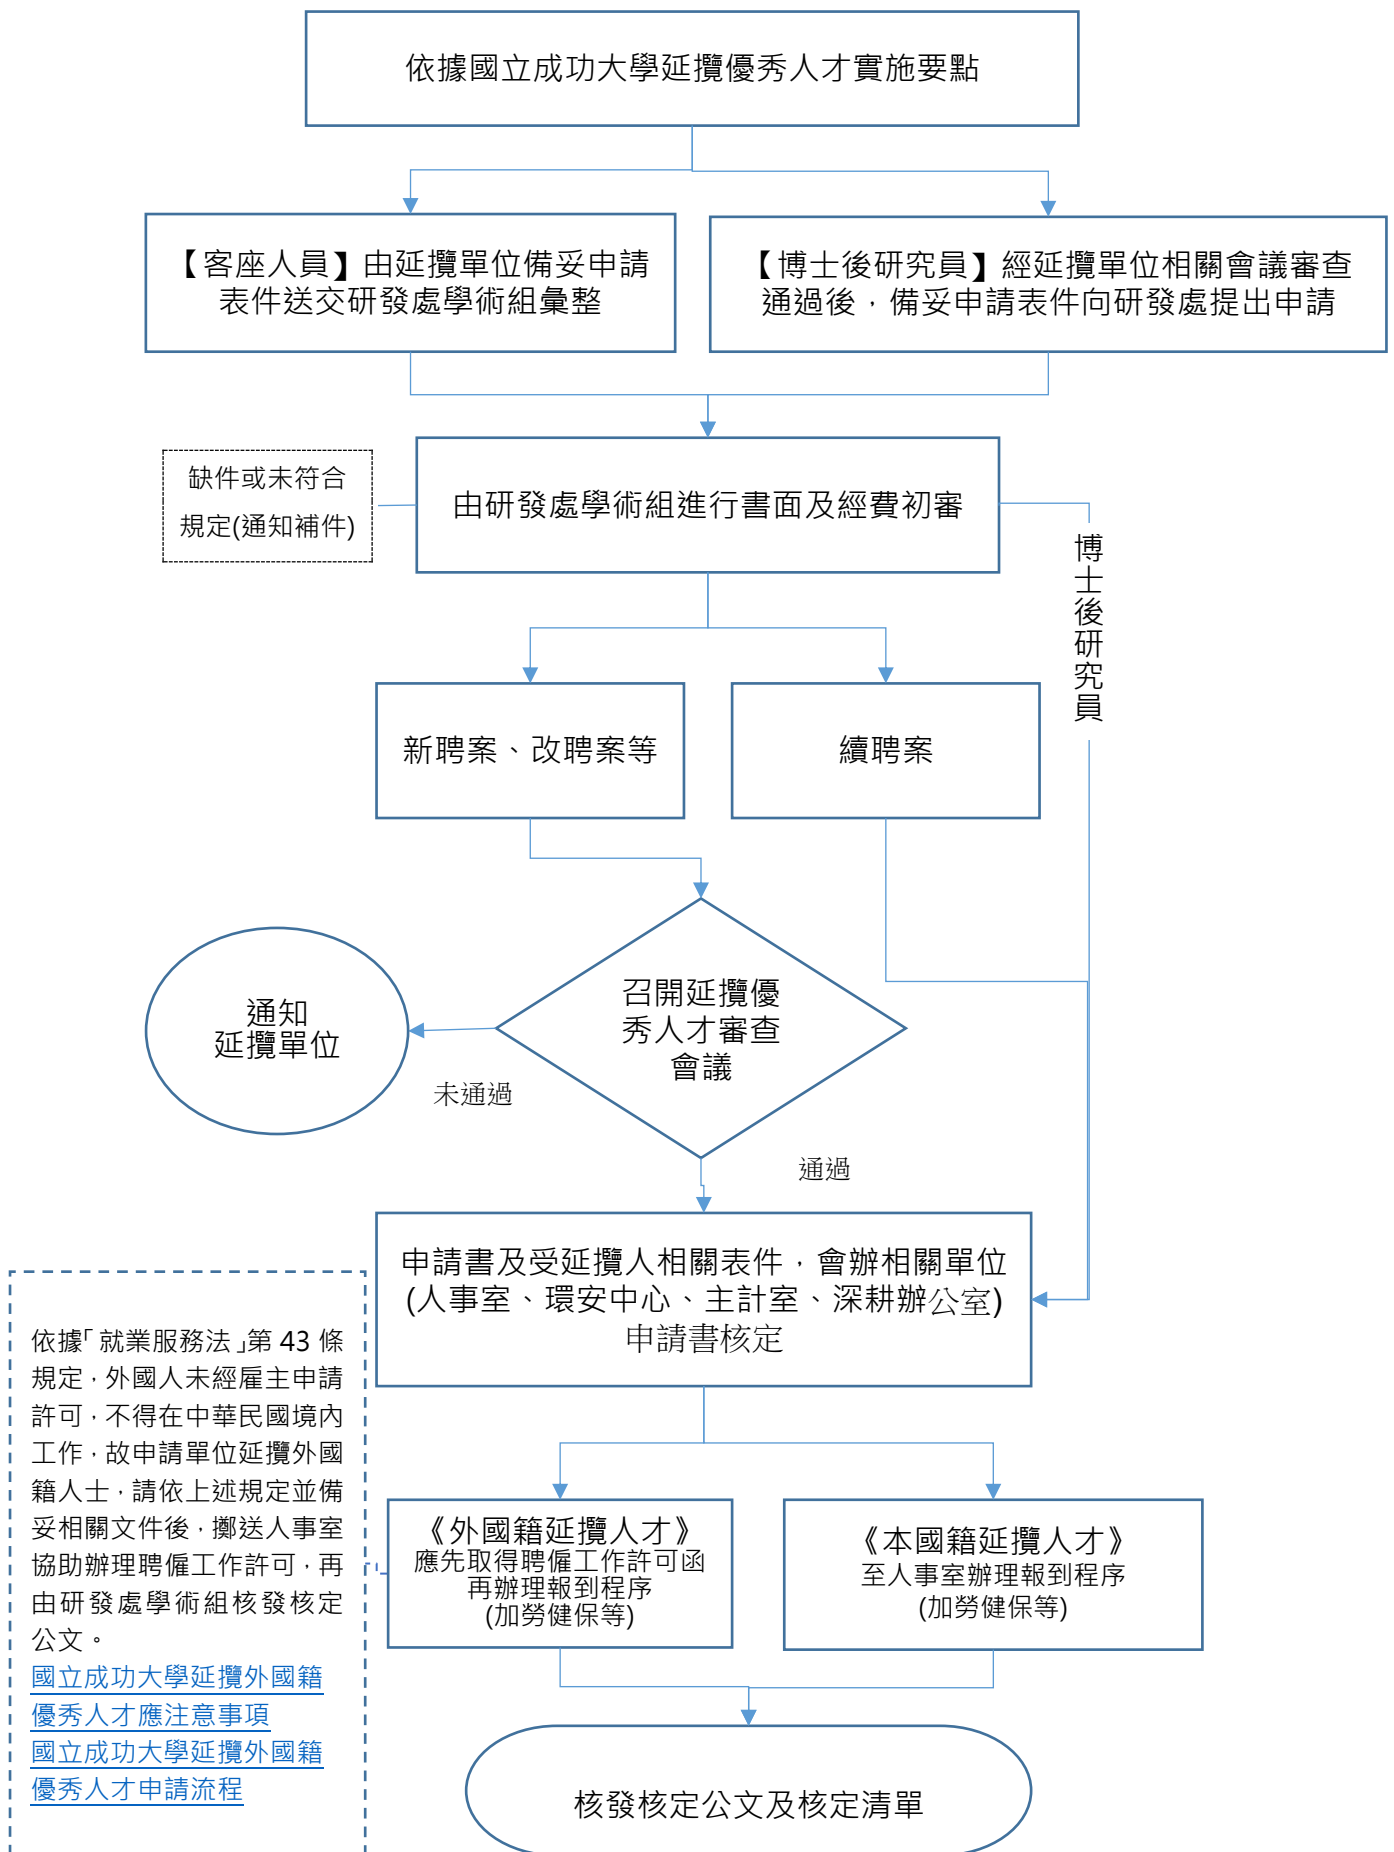 依據國立成功大學延攬優秀人才實施要點
【客座人員】由延攬單位備妥申請
表件送交研發處學術組彙整
【博士後研究員】經延攬單位相關會議審查
通過後，備妥申請表件向研發處提出申請
缺件或未符合
規定(通知補件)
由研發處學術組進行書面及經費初審
博士後研究員
新聘案、改聘案等
續聘案
召開延攬優
秀人才審查
會議
通知
延攬單位
未通過
通過
申請書及受延攬人相關表件，會辦相關單位
(人事室、環安中心、主計室、深耕辦公室)
申請書核定
依據「就業服務法」第 43 條
規定，外國人未經雇主申請
許可，不得在中華民國境內
工作，故申請單位延攬外國
籍人士，請依上述規定並備
妥相關文件後，擲送人事室
協助辦理聘僱工作許可，再
由研發處學術組核發核定
公文。
國立成功大學延攬外國籍
優秀人才應注意事項
國立成功大學延攬外國籍
優秀人才申請流程
《外國籍延攬人才》
應先取得聘僱工作許可函
再辦理報到程序
(加勞健保等)
《本國籍延攬人才》
至人事室辦理報到程序
(加勞健保等)
核發核定公文及核定清單